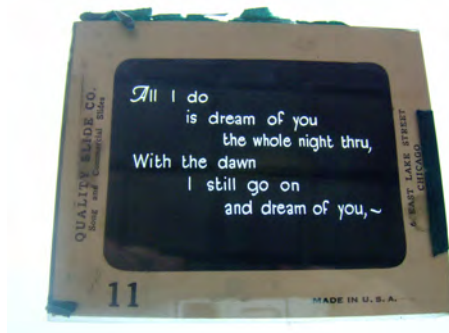 All I do
is dream of you
the whole night thru,
With the dawn
I still go on
and dream of you,~
QUALITY SLIDE CO.
Song and Commercial Slides
6 EAST LAKE STREET
CHICAGO
11
MADE IN U.S.A.